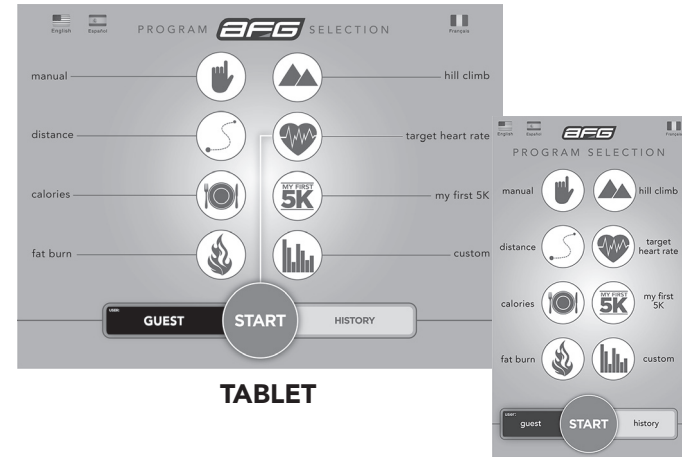 English Español PROGRAM AFG SELECTION Français
manual hill climb
distance target heart rate
calories MY FIRST 5K my first 5K
fat burn custom
USER: GUEST START HISTORY
TABLET
English Español AFG Français
PROGRAM SELECTION
manual hill climb
distance target heart rate
calories MY FIRST 5K my first 5K
fat burn custom
USER: guest START history